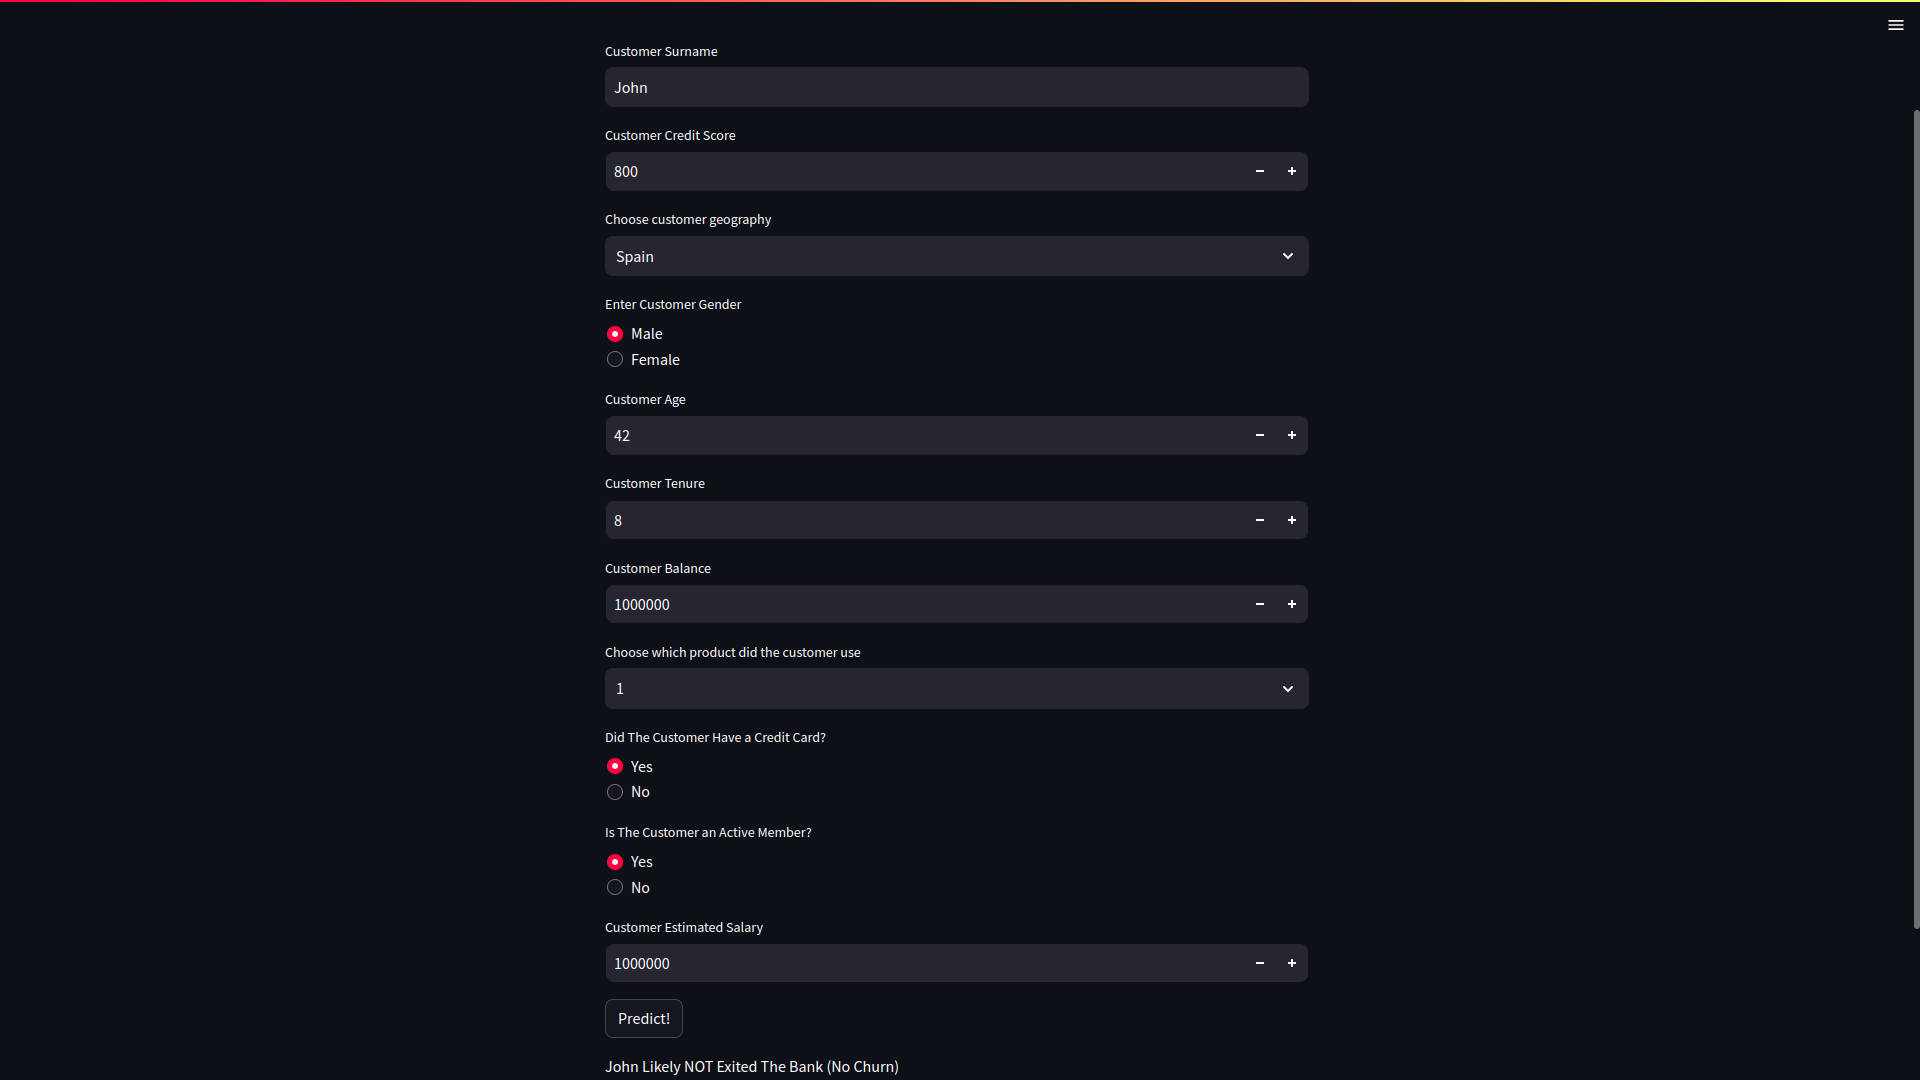 Customer Surname
John
Customer Credit Score
800
Choose customer geography
Spain
Enter Customer Gender
Male
Female
Customer Age
42
Customer Tenure
8
Customer Balance
1000000
Choose which product did the customer use
1
Did The Customer Have a Credit Card?
Yes
No
Is The Customer an Active Member?
Yes
No
Customer Estimated Salary
1000000
Predict!
John Likely NOT Exited The Bank (No Churn)